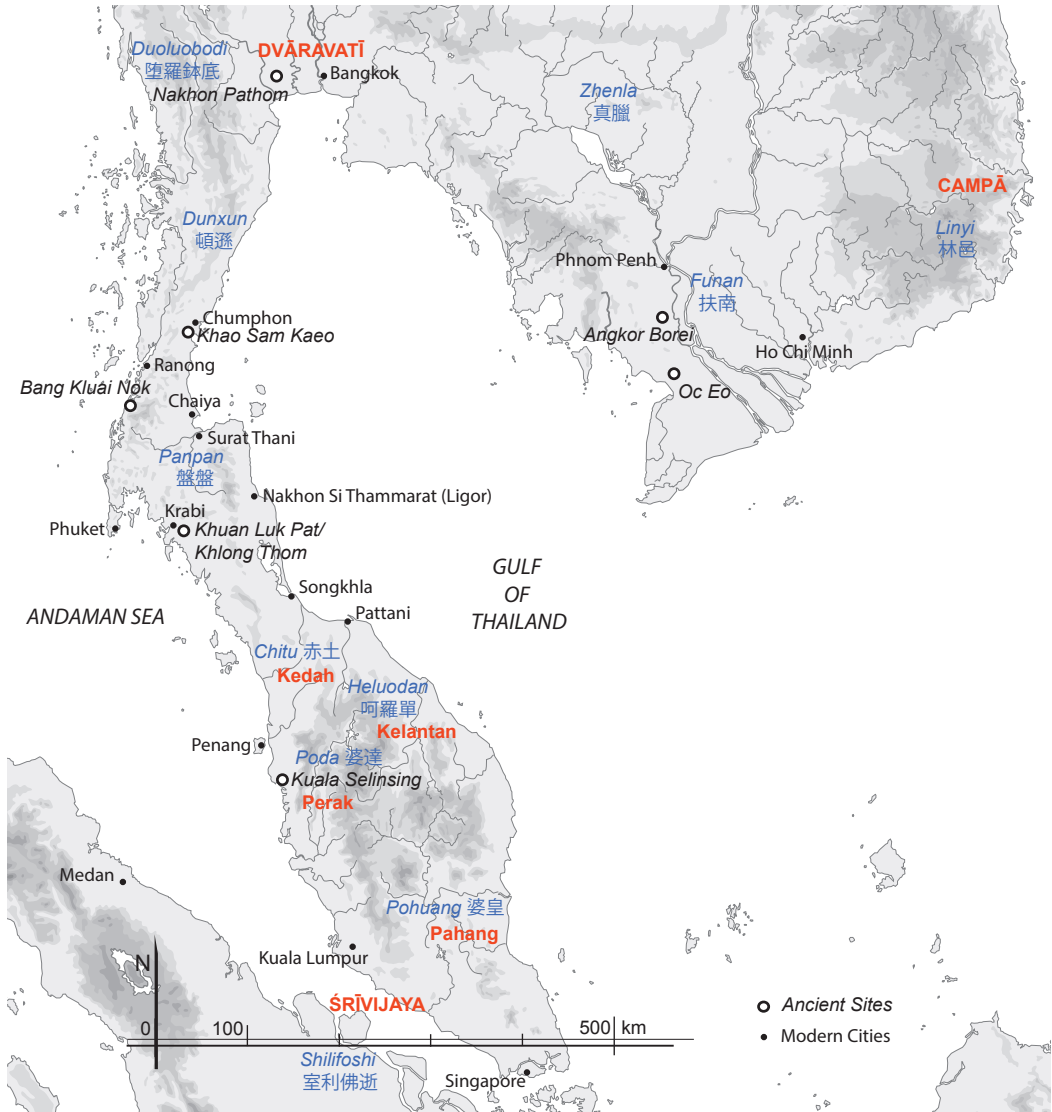 Duoluobodi
堕羅鉢底
DVĀRAVATĪ
Nakhon Pathom
Bangkok
Zhenla
真臘
CAMPĀ
Linyi
林邑
Dunxun
頓遜
Phnom Penh
Funan
扶南
Chumphon
Khao Sam Kaeo
Angkor Borei
Ho Chi Minh
Ranong
Bang Kluai Nok
Oc Eo
Chaiya
Surat Thani
Panpan
盤盤
Nakhon Si Thammarat (Ligor)
Krabi
Phuket
Khuan Luk Pat/
Khlong Thom
GULF
OF
THAILAND
Songkhla
ANDAMAN SEA
Pattani
Chitu 赤土
Kedah
Heluodan
呵羅單
Kelantan
Penang
Poda 婆達
Kuala Selinsing
Perak
Medan
Pohuang 婆皇
Pahang
Kuala Lumpur
N
ŚRĪVIJAYA
Ancient Sites
0 100 500 km
Modern Cities
Shilifoshi
室利佛逝
Singapore